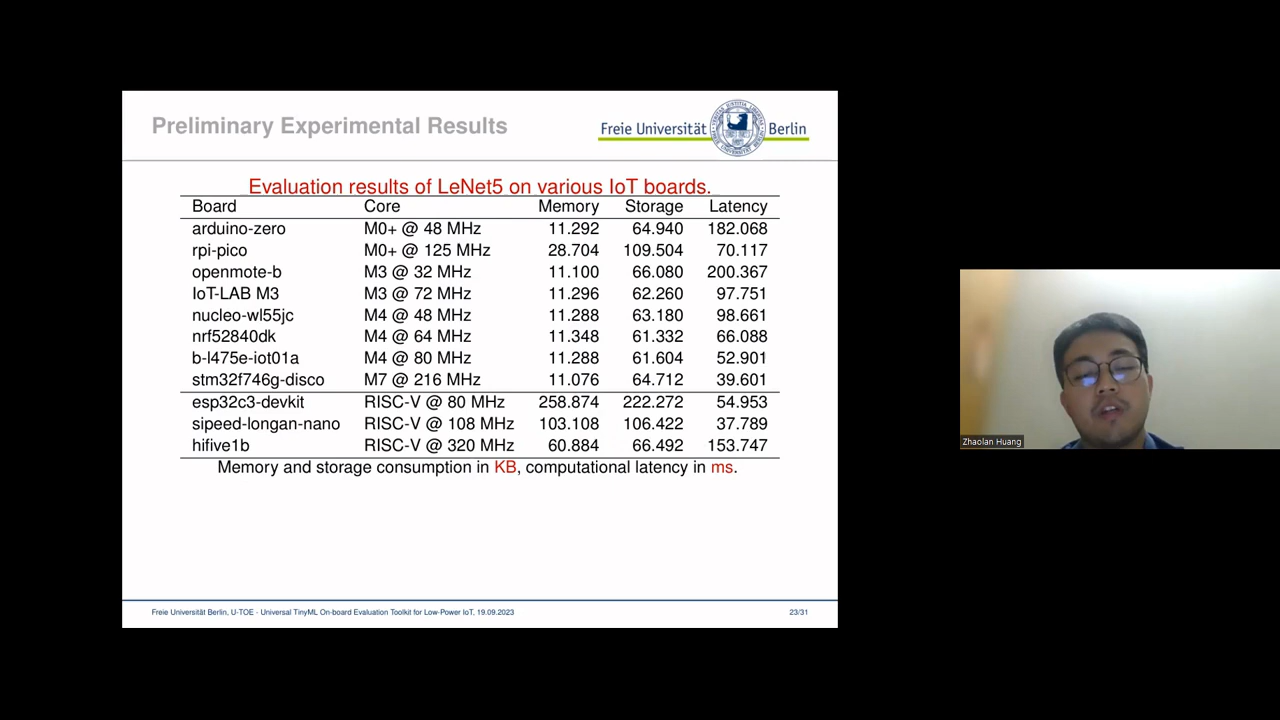 Preliminary Experimental Results
Freie Universität Berlin
Evaluation results of LeNet5 on various IoT boards.
Board Core Memory Storage Latency
arduino-zero M0+ @ 48 MHz 11.292 64.940 182.068
rpi-pico M0+ @ 125 MHz 28.704 109.504 70.117
openmote-b M3 @ 32 MHz 11.100 66.080 200.367
IoT-LAB M3 M3 @ 72 MHz 11.296 62.260 97.751
nucleo-wl55jc M4 @ 48 MHz 11.288 63.180 98.661
nrf52840dk M4 @ 64 MHz 11.348 61.332 66.088
b-l475e-iot01a M4 @ 80 MHz 11.288 61.604 52.901
stm32f746g-disco M7 @ 216 MHz 11.076 64.712 39.601
esp32c3-devkit RISC-V @ 80 MHz 258.874 222.272 54.953
sipeed-longan-nano RISC-V @ 108 MHz 103.108 106.422 37.789
hifive1b RISC-V @ 320 MHz 60.884 66.492 153.747
Memory and storage consumption in KB, computational latency in ms.
Zhaolan Huang
Freie Universität Berlin, U-TOE - Universal TinyML On-board Evaluation Toolkit for Low-Power IoT, 19.09.2023 23/31